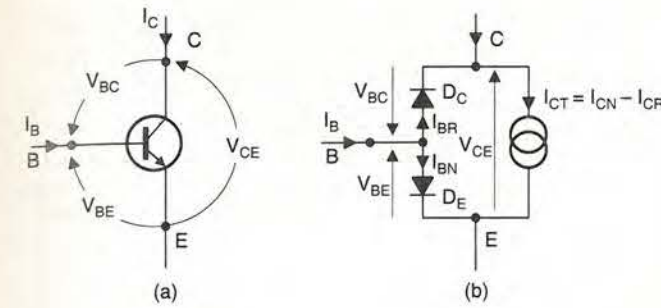 I_C
C
V_BC
I_B
B
V_CE
V_BE
E
(a)
C
V_BC
D_C
I_CT = I_CN – I_CR
I_B
I_BR
B
V_CE
I_BN
V_BE
D_E
E
(b)